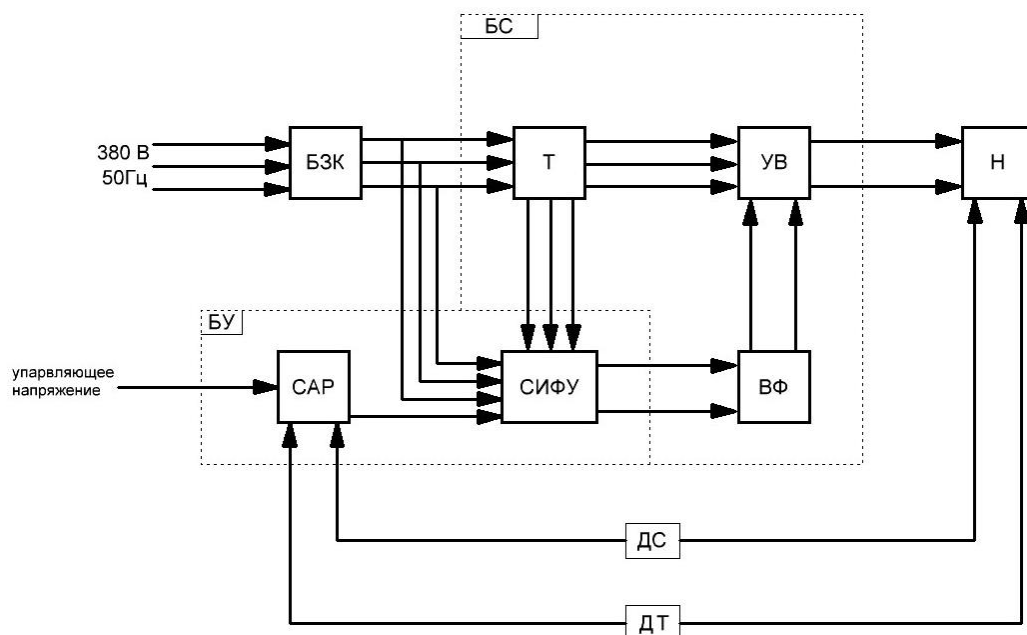 БС
380 В
50Гц
БЗК
Т
УВ
Н
БУ
упарвляющее
напряжение
САР
СИФУ
ВФ
ДС
ДТ